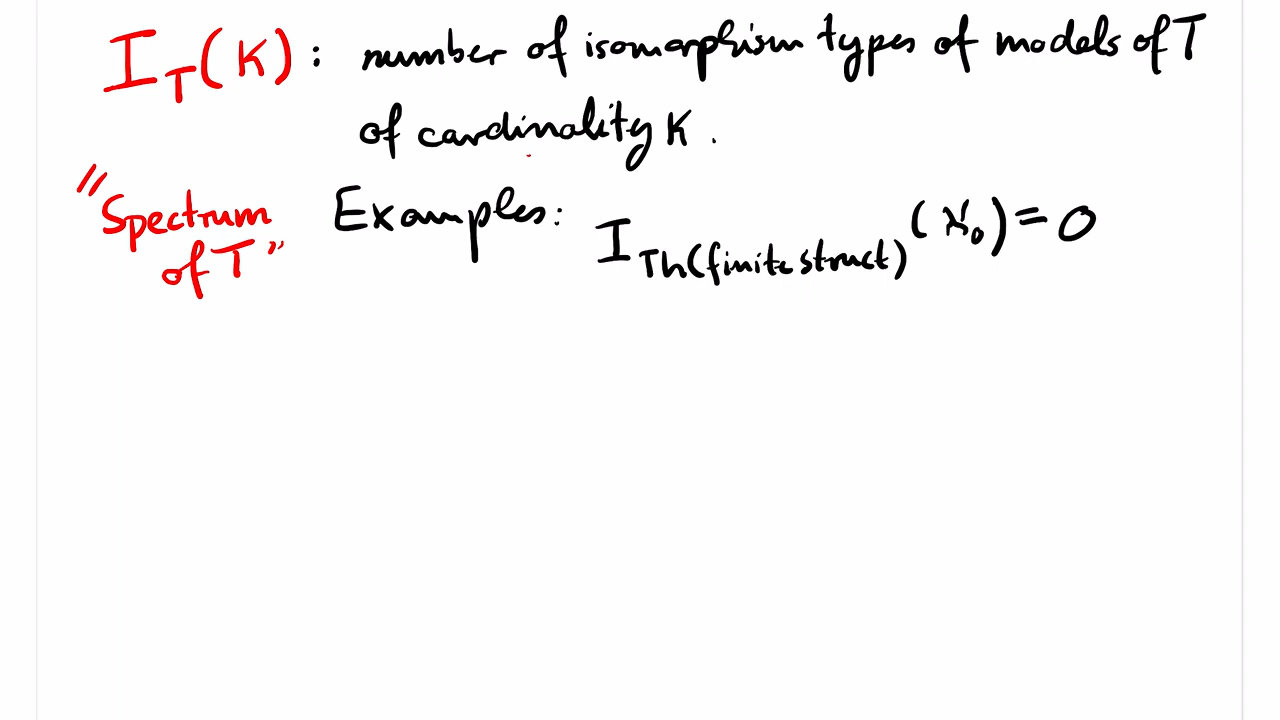 I_T(K): number of isomorphism types of models of T
of cardinality K.
"Spectrum
of T"
Examples: I_Th(finite struct) (ℵ₀) = 0